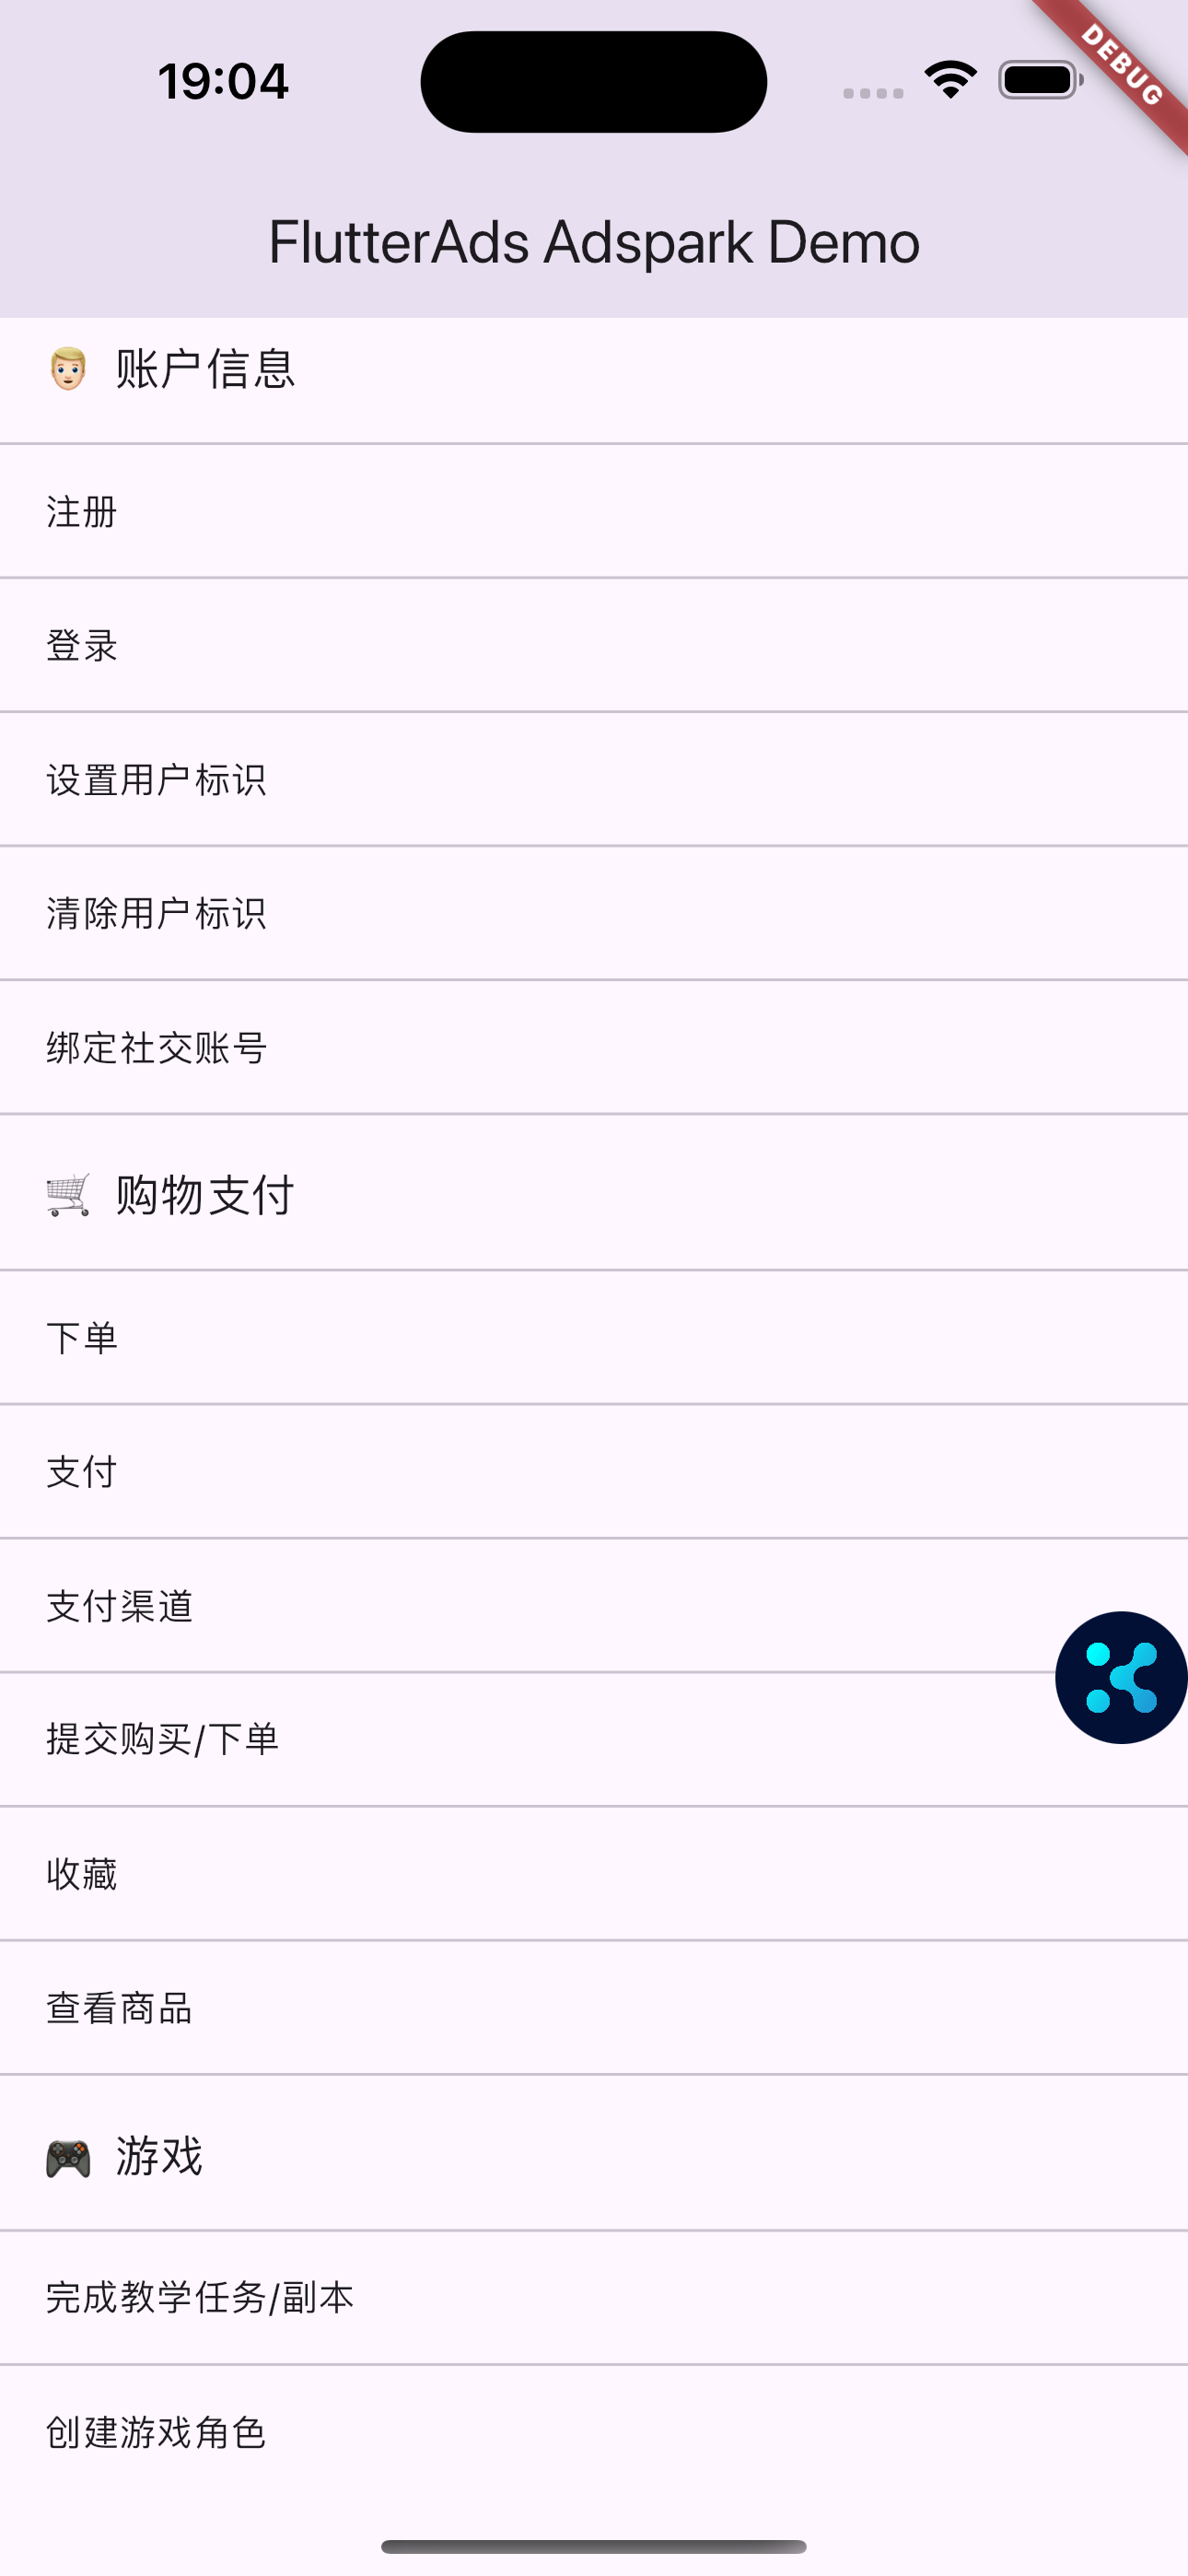 19:04
DEBUG
FlutterAds Adspark Demo
👱🏻 账户信息
注册
登录
设置用户标识
清除用户标识
绑定社交账号
🛒 购物支付
下单
支付
支付渠道
提交购买/下单
收藏
查看商品
🎮 游戏
完成教学任务/副本
创建游戏角色